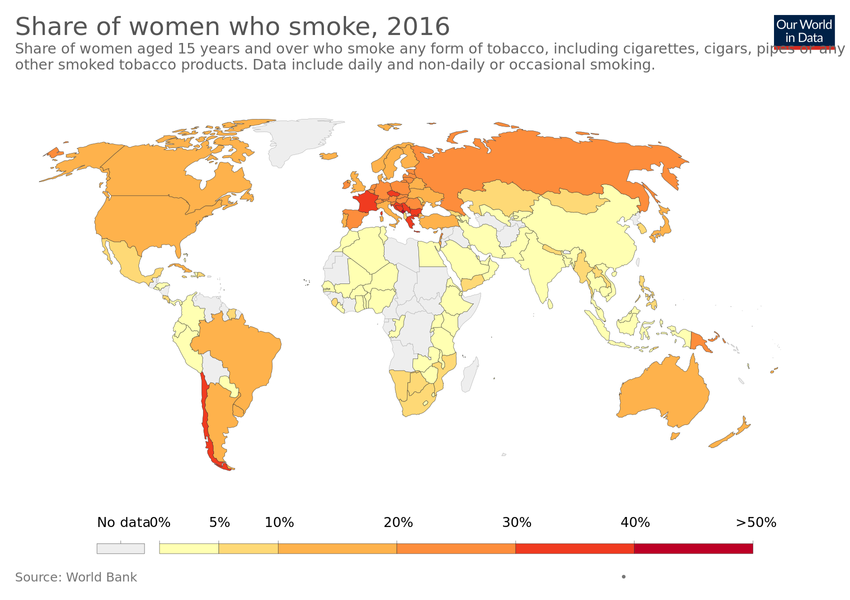 Share of women who smoke, 2016
Our World
in Data
Share of women aged 15 years and over who smoke any form of tobacco, including cigarettes, cigars, pipes or any
other smoked tobacco products. Data include daily and non-daily or occasional smoking.
No data 0% 5% 10% 20% 30% 40% >50%
Source: World Bank